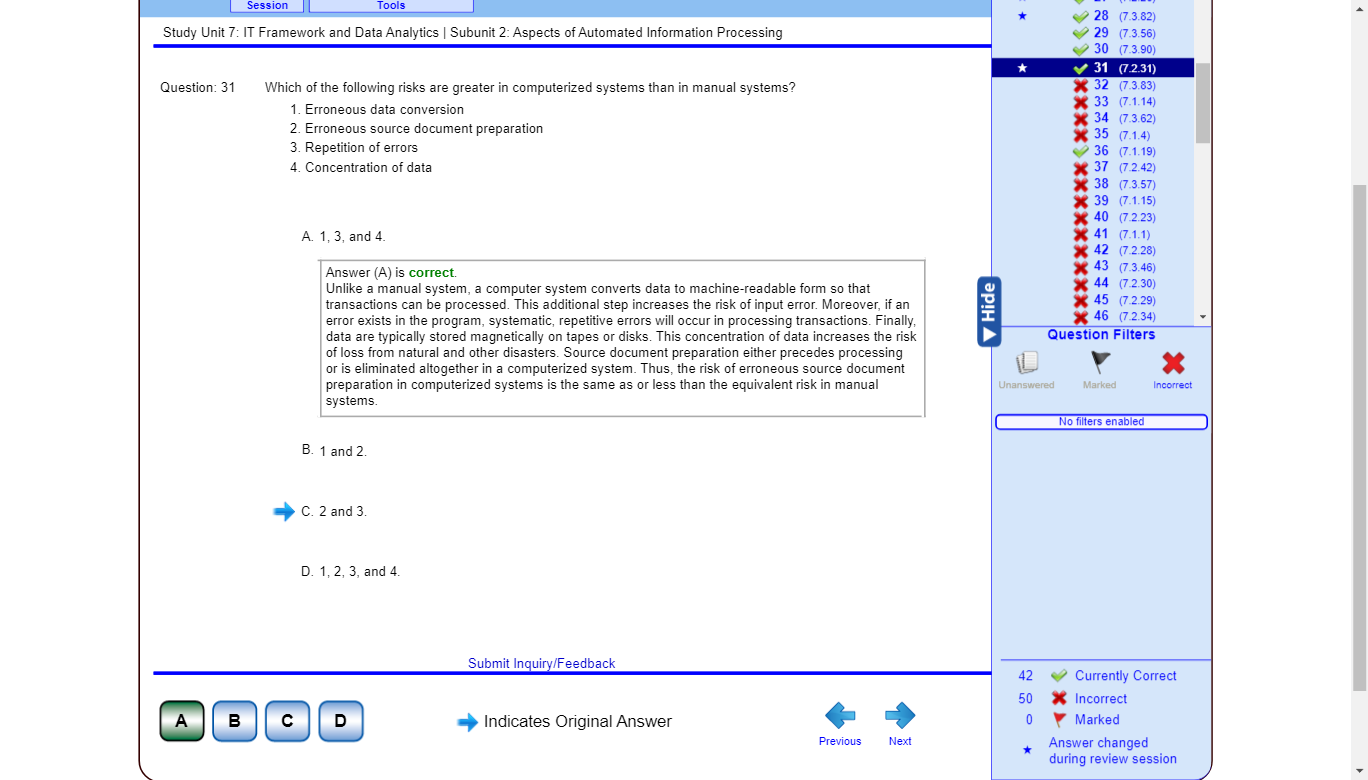 Session
Tools
Study Unit 7: IT Framework and Data Analytics | Subunit 2: Aspects of Automated Information Processing
Question: 31
Which of the following risks are greater in computerized systems than in manual systems?
1. Erroneous data conversion
2. Erroneous source document preparation
3. Repetition of errors
4. Concentration of data
A. 1, 3, and 4.
Answer (A) is correct.
Unlike a manual system, a computer system converts data to machine-readable form so that
transactions can be processed. This additional step increases the risk of input error. Moreover, if an
error exists in the program, systematic, repetitive errors will occur in processing transactions. Finally,
data are typically stored magnetically on tapes or disks. This concentration of data increases the risk
of loss from natural and other disasters. Source document preparation either precedes processing
or is eliminated altogether in a computerized system. Thus, the risk of erroneous source document
preparation in computerized systems is the same as or less than the equivalent risk in manual
systems.
B. 1 and 2.
C. 2 and 3.
D. 1, 2, 3, and 4.
Submit Inquiry/Feedback
A
B
C
D
Indicates Original Answer
Previous
Next
28 (7.3.82)
29 (7.3.56)
30 (7.3.90)
31 (7.2.31)
32 (7.3.83)
33 (7.1.14)
34 (7.3.62)
35 (7.1.4)
36 (7.1.19)
37 (7.2.42)
38 (7.3.57)
39 (7.1.15)
40 (7.2.23)
41 (7.1.1)
42 (7.2.28)
43 (7.3.46)
44 (7.2.30)
45 (7.2.29)
46 (7.2.34)
Hide
Question Filters
Unanswered
Marked
Incorrect
No filters enabled
42 Currently Correct
50 Incorrect
0 Marked
Answer changed
during review session